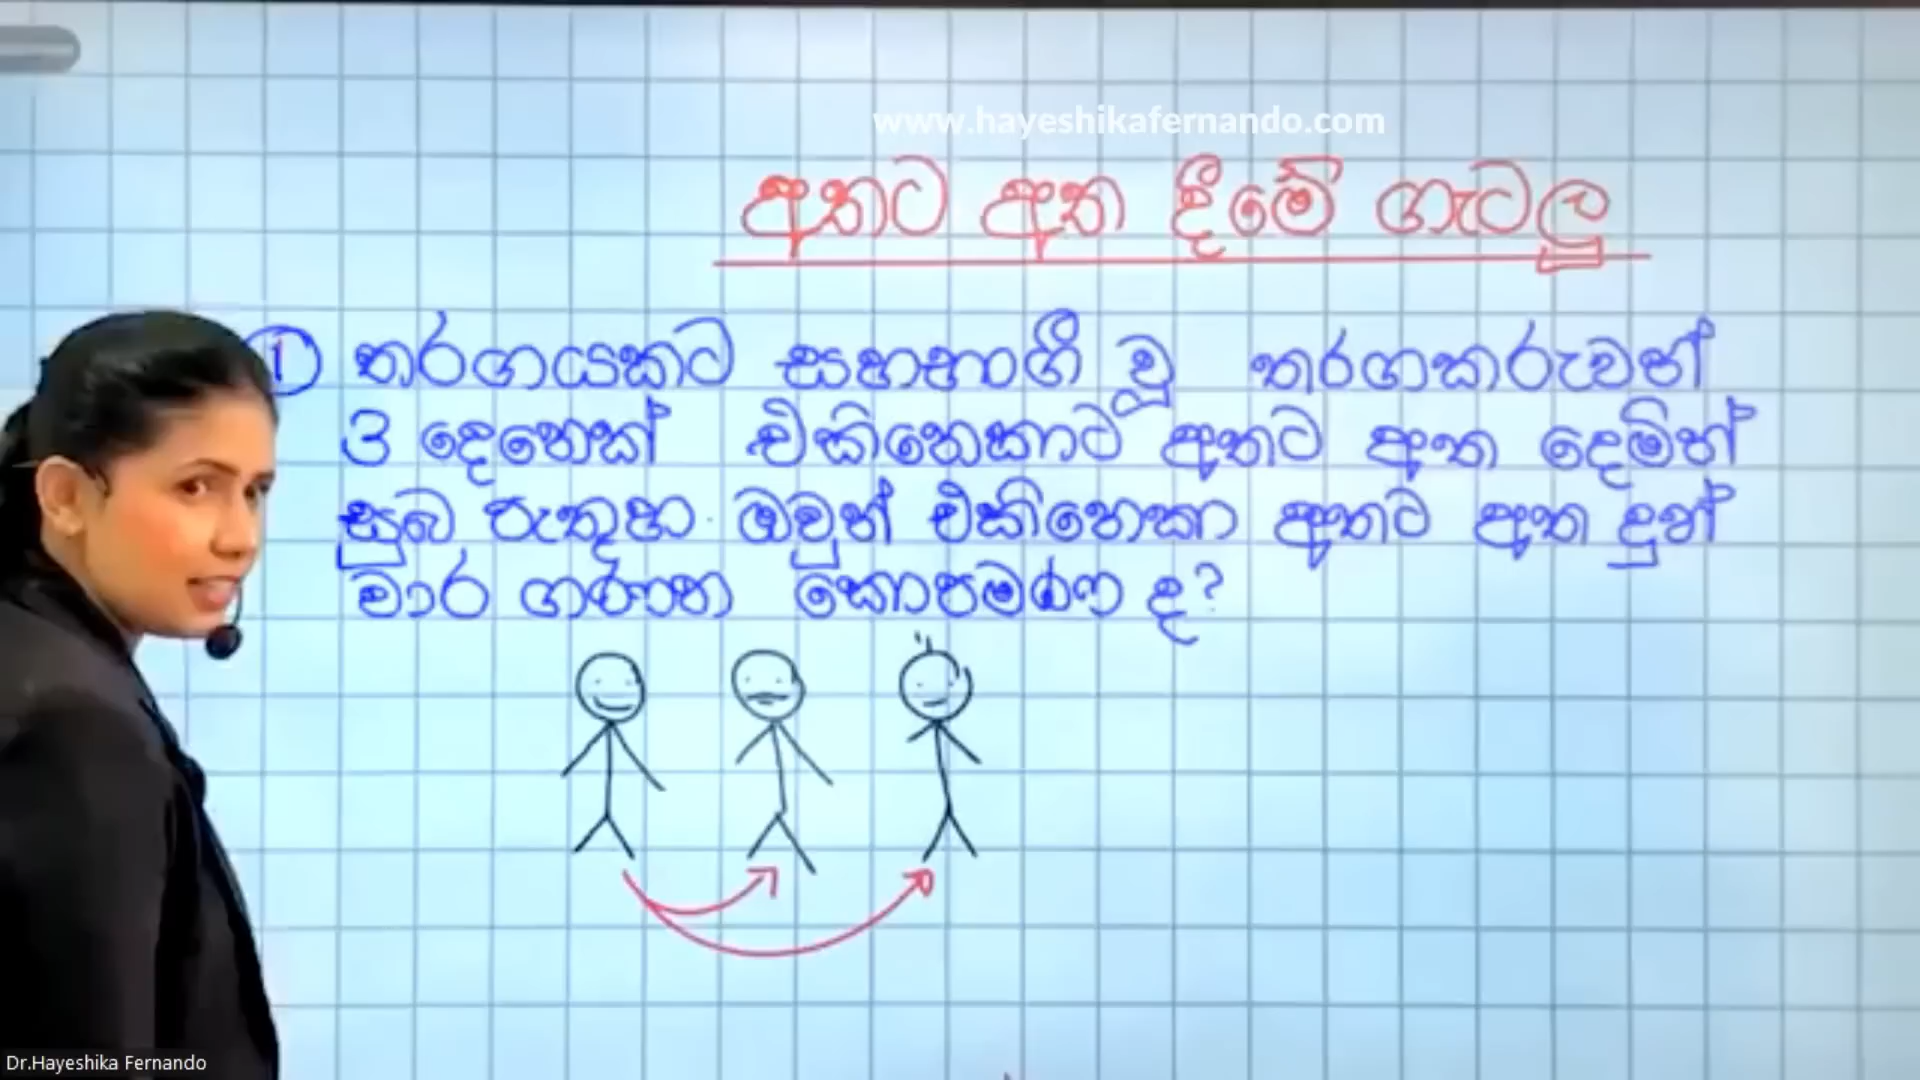 www.hayeshikafernando.com
අතට අත දීමේ ගැටලු
① තරගයකට සහභාගී වූ තරගකරුවන්
3 දෙනෙක් එකිනෙකාට අතට අත දෙමින්
සුබ පැතූහ. ඔවුන් එකිනෙකා අතට අත දුන්
වාර ගණන කොපමණ ද?
Dr.Hayeshika Fernando